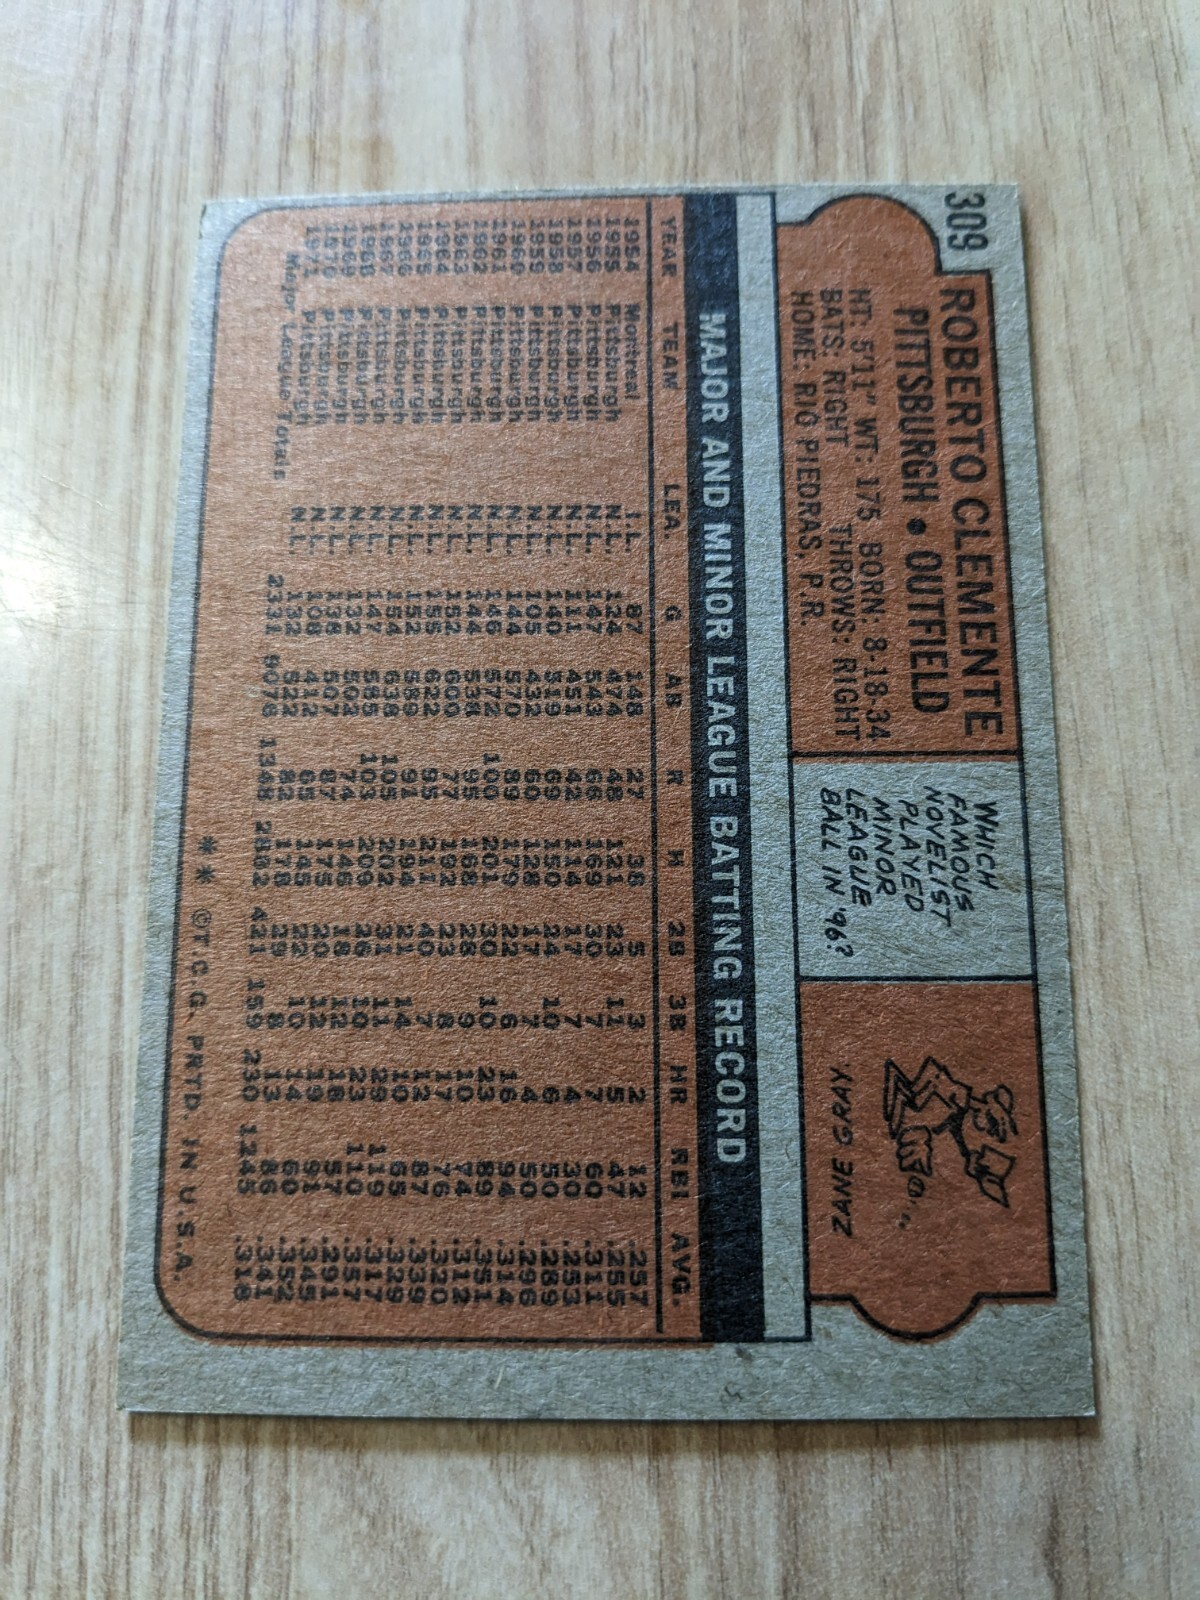 309
ROBERTO CLEMENTE
PITTSBURGH • OUTFIELD
HT: 5'11" WT: 175 BORN: 8-18-34
BATS: RIGHT THROWS: RIGHT
HOME: RIO PIEDRAS, P.R.
WHICH
FAMOUS
NOVELIST
PLAYED
MINOR
LEAGUE
BALL IN '96?
ZANE GRAY
MAJOR AND MINOR LEAGUE BATTING RECORD
YEAR TEAM LEA. G AB R H 2B 3B HR RBI AVG.
1954 Montreal I.L. 87 148 27 38 5 3 2 12 .257
1955 Pittsburgh N.L. 124 474 48 121 23 11 5 47 .255
1956 Pittsburgh N.L. 147 543 66 169 30 7 7 60 .311
1957 Pittsburgh N.L. 111 451 42 114 17 7 4 30 .253
1958 Pittsburgh N.L. 140 519 69 150 24 10 6 50 .289
1959 Pittsburgh N.L. 105 432 60 128 17 7 4 50 .296
1960 Pittsburgh N.L. 144 570 89 179 22 6 16 94 .314
1961 Pittsburgh N.L. 146 572 100 201 30 10 23 89 .351
1962 Pittsburgh N.L. 144 538 95 168 28 9 10 74 .312
1963 Pittsburgh N.L. 152 600 77 192 23 8 17 76 .320
1964 Pittsburgh N.L. 155 622 95 211 40 7 12 87 .339
1965 Pittsburgh N.L. 152 589 91 194 21 14 10 65 .329
1966 Pittsburgh N.L. 154 638 105 202 31 11 29 119 .317
1967 Pittsburgh N.L. 147 585 103 209 26 10 23 110 .357
1968 Pittsburgh N.L. 132 502 74 146 18 12 18 57 .291
1969 Pittsburgh N.L. 138 507 87 175 20 12 19 91 .345
1970 Pittsburgh N.L. 108 412 65 145 22 10 14 60 .352
1971 Pittsburgh N.L. 132 522 82 178 29 8 13 86 .341
Major League Totals 2331 9076 1348 2882 421 159 230 1245 .318
* * ©T.C.G. PRTD. IN U.S.A.